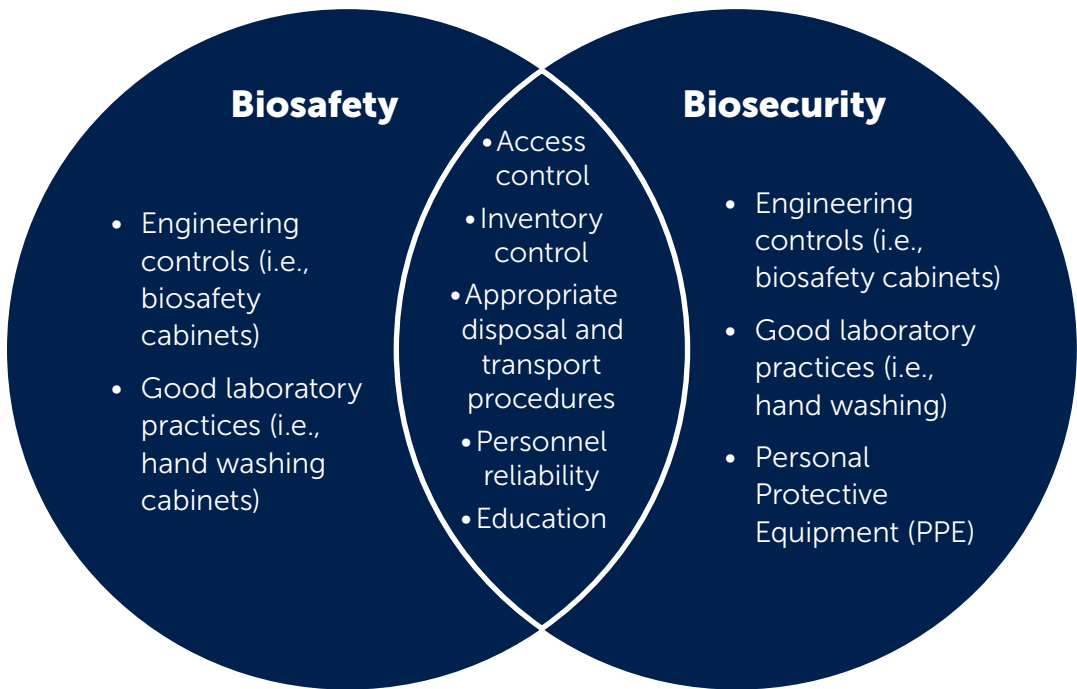 Biosafety
• Engineering
controls (i.e.,
biosafety
cabinets)
• Good laboratory
practices (i.e.,
hand washing
cabinets)
• Access
control
• Inventory
control
• Appropriate
disposal and
transport
procedures
• Personnel
reliability
• Education
Biosecurity
• Engineering
controls (i.e.,
biosafety cabinets)
• Good laboratory
practices (i.e.,
hand washing)
• Personal
Protective
Equipment (PPE)